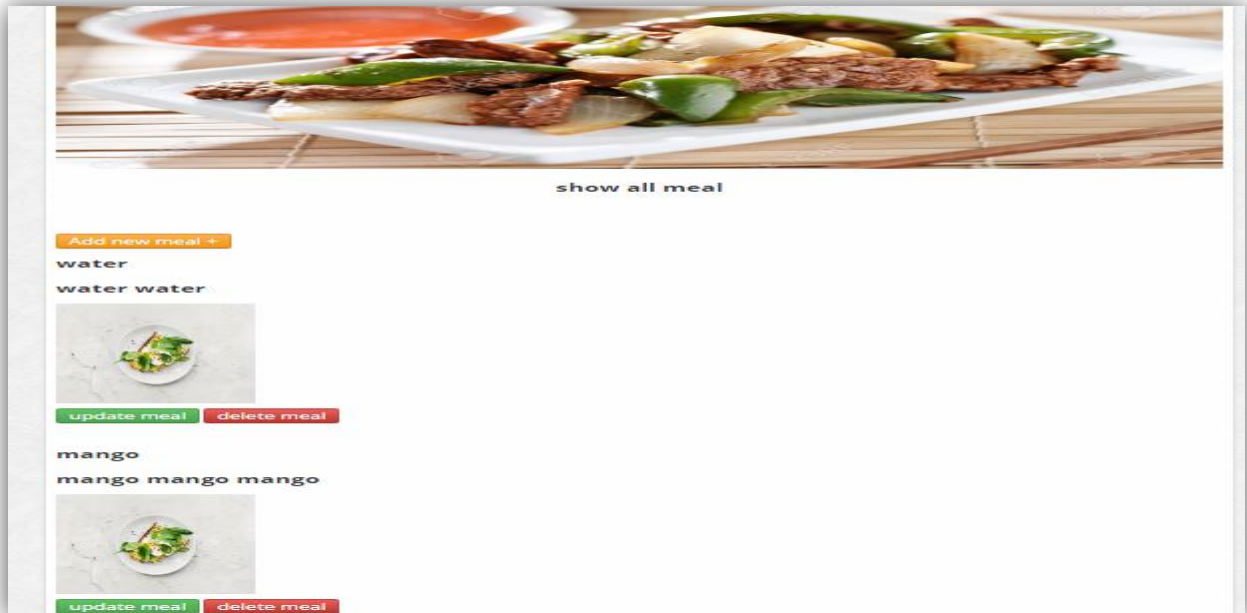 show all meal
Add new meal +
water
water water
update meal delete meal
mango
mango mango mango
update meal delete meal